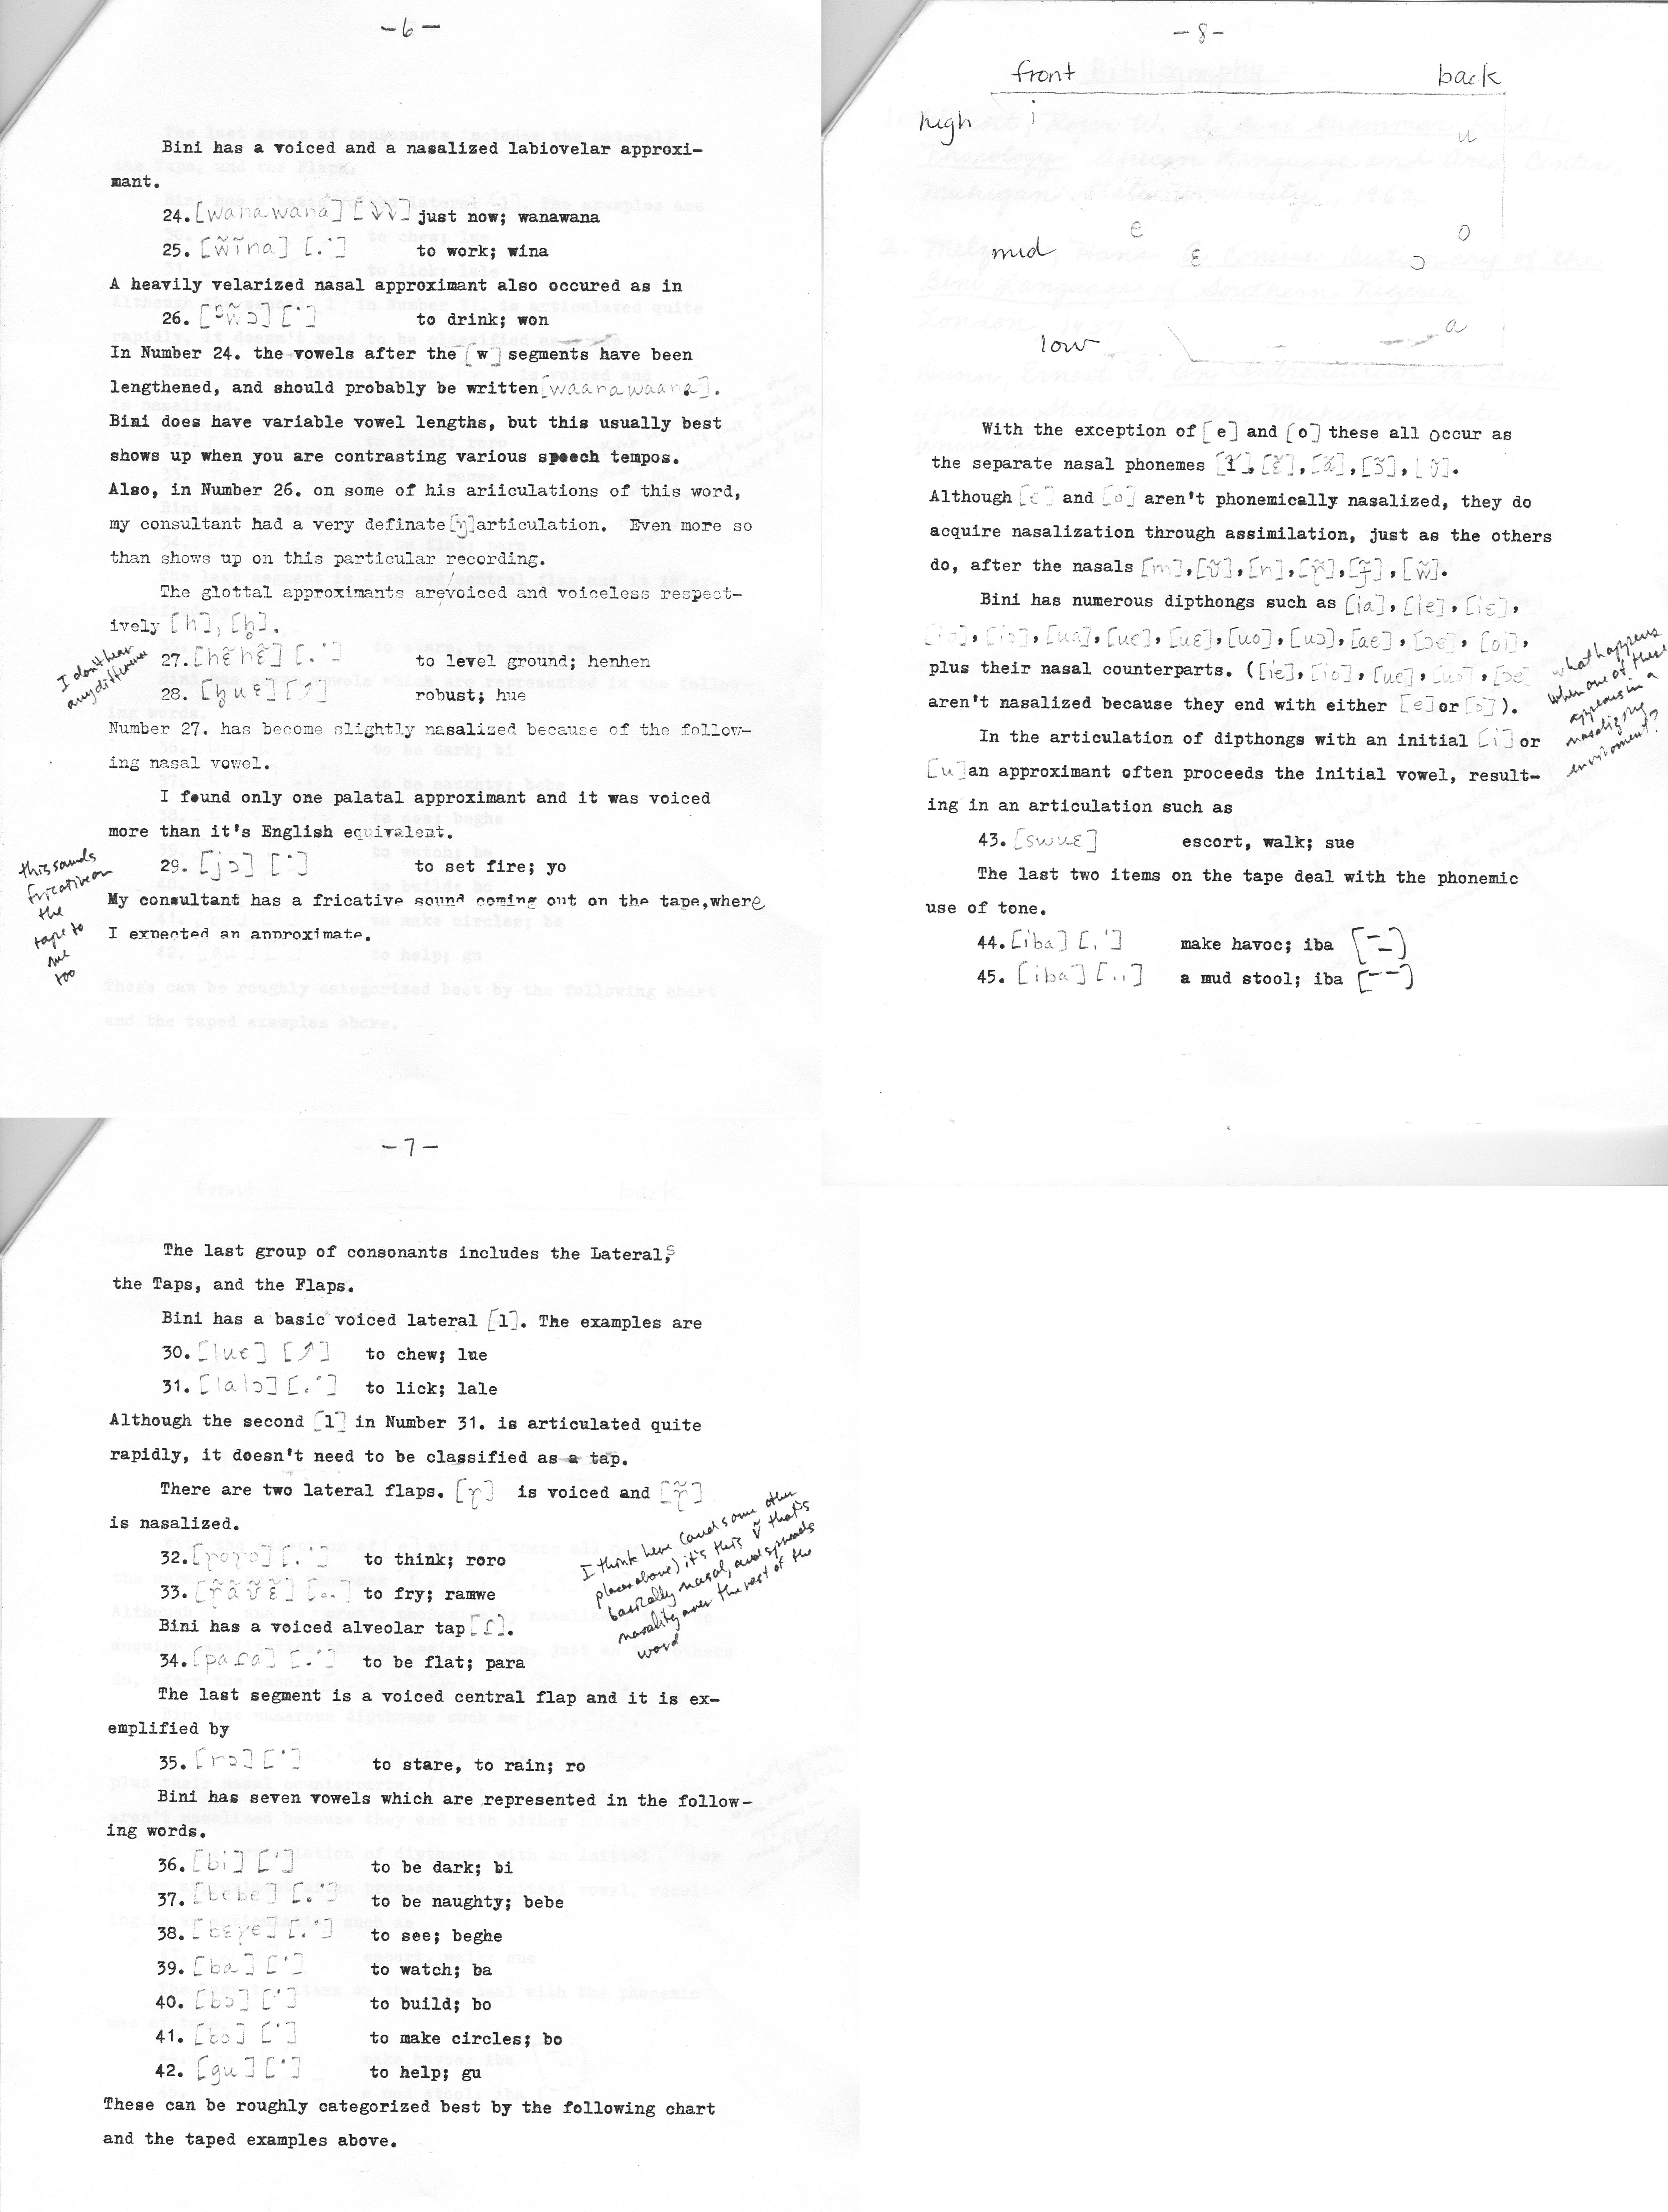 -6-
Bini has a voiced and a nasalized labiovelar approxi-
mant.
24. [wanawana] [↘↘] just now; wanawana
25. [w̃ĩna] [.˙] to work; wina
A heavily velarized nasal approximant also occured as in
26. [ᵑw̃ɔ] [˙] to drink; won
In Number 24. the vowels after the [w] segments have been
lengthened, and should probably be written [waanawaana].
Bini does have variable vowel lengths, but this usually best
shows up when you are contrasting various speech tempos.
Also, in Number 26. on some of his ariiculations of this word,
my consultant had a very definate [ŋ] articulation. Even more so
than shows up on this particular recording.
The glottal approximants are/voiced and voiceless respect-
ively [h], [h̥].
I don't hear
any difference
27. [hɛ̃hɛ̃] [.˙] to level ground; henhen
28. [h̥uɛ] [⤴] robust; hue
Number 27. has become slightly nasalized because of the follow-
ing nasal vowel.
I found only one palatal approximant and it was voiced
more than it's English equivalent.
29. [jɔ] [˙] to set fire; yo
this sounds
fricative on
the
tape to
me
too
My consultant has a fricative sound coming out on the tape, where
I expected an approximate.
-7-
The last group of consonants includes the Laterals,
the Taps, and the Flaps.
Bini has a basic voiced lateral [l]. The examples are
30. [luɛ] [⤴] to chew; lue
31. [lalɔ] [.˙] to lick; lale
Although the second [l] in Number 31. is articulated quite
rapidly, it doesn't need to be classified as a tap.
There are two lateral flaps. [ɼ] is voiced and [ɼ̃]
is nasalized.
32. [ɼoɼo] [.˙] to think; roro
33. [ɼ̃ãʋ̃ɛ̃] [..] to fry; ramwe
I think here (and some other
places above) it's this ṽ that's
basically nasal, and spreads
nasality over the rest of the
word
Bini has a voiced alveolar tap [ɾ].
34. [paɾa] [.˙] to be flat; para
The last segment is a voiced central flap and it is ex-
emplified by
35. [rɔ] [˙] to stare, to rain; ro
Bini has seven vowels which are represented in the follow-
ing words.
36. [bi] [˙] to be dark; bi
37. [bebe] [.˙] to be naughty; bebe
38. [bɛɣɛ] [.˙] to see; beghe
39. [ba] [˙] to watch; ba
40. [bɔ] [˙] to build; bo
41. [bo] [˙] to make circles; bo
42. [gu] [˙] to help; gu
These can be roughly categorized best by the following chart
and the taped examples above.
-8-
front back
high i u
mid e ɛ o ɔ
low a
With the exception of [e] and [o] these all occur as
the separate nasal phonemes [ĩ], [ɛ̃], [ã], [ɔ̃], [ũ].
Although [e] and [o] aren't phonemically nasalized, they do
acquire nasalization through assimilation, just as the others
do, after the nasals [m], [ʋ̃], [n], [ɼ̃], [j̃], [w̃].
Bini has numerous dipthongs such as [ia], [ie], [iɛ],
[io], [iɔ], [ua], [ue], [uɛ], [uo], [uɔ], [ae], [ɔe], [oi],
plus their nasal counterparts. ([ie], [io], [ue], [uo], [ɔe]
aren't nasalized because they end with either [e] or [o]).
what happens
when one of these
appears in a
nasalizing
enviroment?
In the articulation of dipthongs with an initial [i] or
[u] an approximant often proceeds the initial vowel, result-
ing in an articulation such as
43. [swuɛ] escort, walk; sue
The last two items on the tape deal with the phonemic
use of tone.
44. [iba] [.˙] make havoc; iba [¯_]
45. [iba] [..] a mud stool; iba [¯¯]